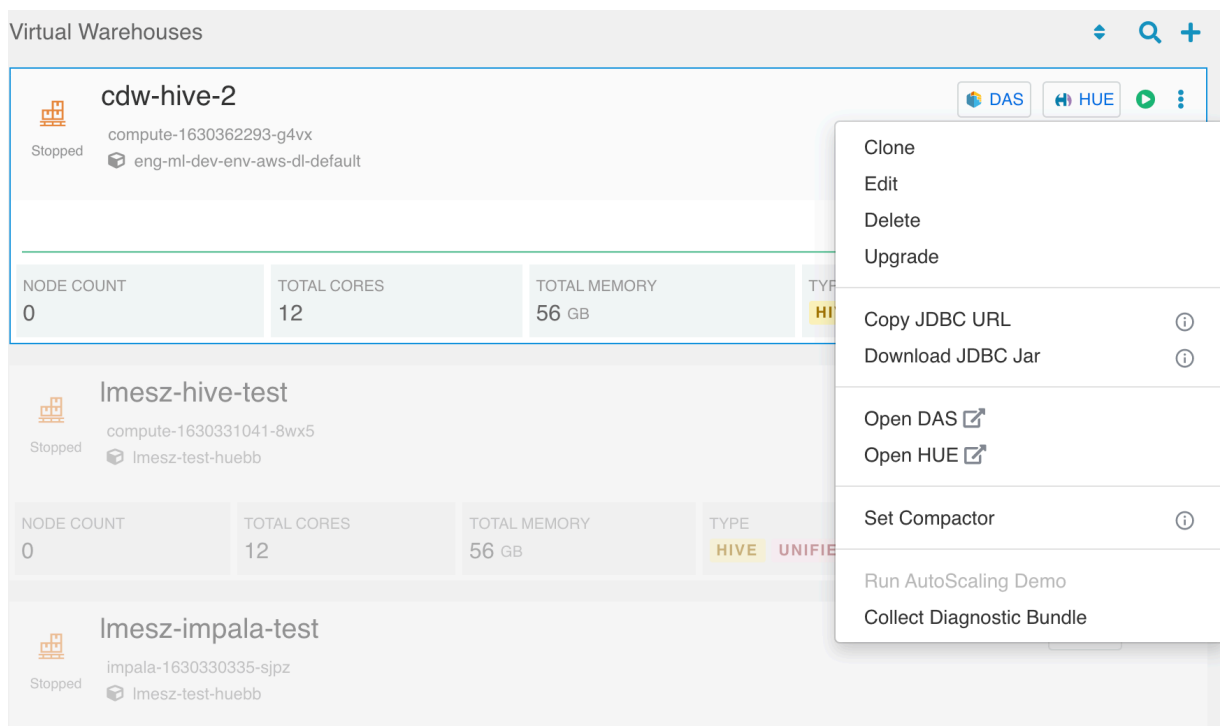 Virtual Warehouses
cdw-hive-2
DAS
HUE
Stopped
compute-1630362293-g4vx
eng-ml-dev-env-aws-dl-default
NODE COUNT
0
TOTAL CORES
12
TOTAL MEMORY
56 GB
Clone
Edit
Delete
Upgrade
Copy JDBC URL
Download JDBC Jar
Open DAS
Open HUE
Set Compactor
Run AutoScaling Demo
Collect Diagnostic Bundle
lmesz-hive-test
Stopped
compute-1630331041-8wx5
lmesz-test-huebb
NODE COUNT
0
TOTAL CORES
12
TOTAL MEMORY
56 GB
TYPE
HIVE
lmesz-impala-test
Stopped
impala-1630330335-sjpz
lmesz-test-huebb